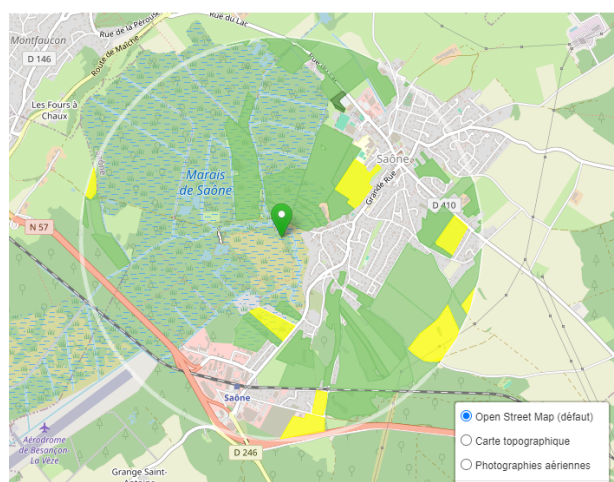 Montfaucon
D 146
Rue de la Pérouse
Route de Maîche
Rue du Lac
Les Fours à
Chaux
Marais
de Saône
Saône
Grande Rue
D 410
N 57
Saône
D 246
Aérodrome
de Besançon
La Vèze
Grange Saint-
Open Street Map (défaut)
Carte topographique
Photographies aériennes